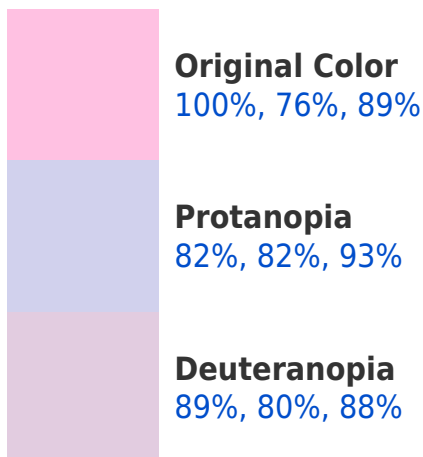 Original Color
100%, 76%, 89%
Protanopia
82%, 82%, 93%
Deuteranopia
89%, 80%, 88%